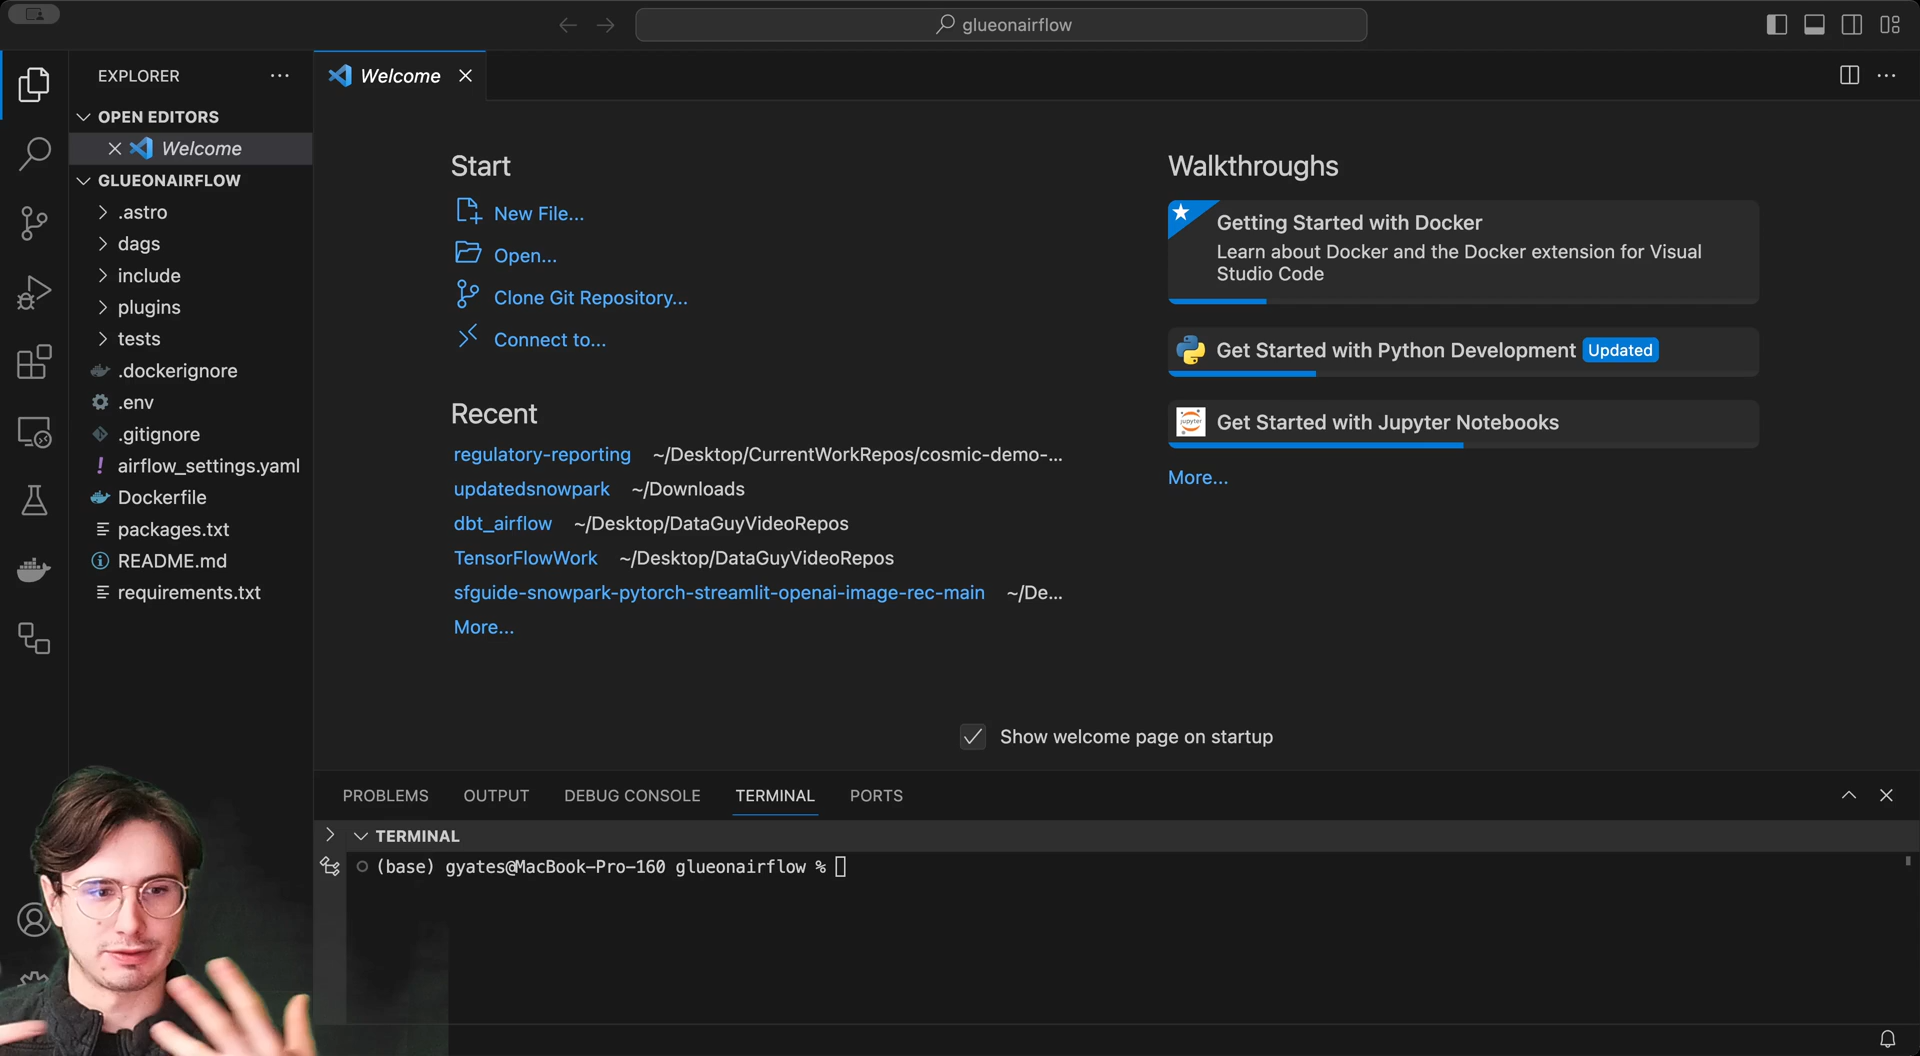 glueonairflow
EXPLORER
OPEN EDITORS
Welcome
GLUEONAIRFLOW
.astro
dags
include
plugins
tests
.dockerignore
.env
.gitignore
! airflow_settings.yaml
Dockerfile
packages.txt
README.md
requirements.txt
Welcome
Start
New File...
Open...
Clone Git Repository...
Connect to...
Recent
regulatory-reporting ~/Desktop/CurrentWorkRepos/cosmic-demo-...
updatedsnowpark ~/Downloads
dbt_airflow ~/Desktop/DataGuyVideoRepos
TensorFlowWork ~/Desktop/DataGuyVideoRepos
sfguide-snowpark-pytorch-streamlit-openai-image-rec-main ~/De...
More...
Walkthroughs
Getting Started with Docker
Learn about Docker and the Docker extension for Visual
Studio Code
Get Started with Python Development Updated
jupyter
Get Started with Jupyter Notebooks
More...
Show welcome page on startup
PROBLEMS OUTPUT DEBUG CONSOLE TERMINAL PORTS
TERMINAL
(base) gyates@MacBook-Pro-160 glueonairflow %